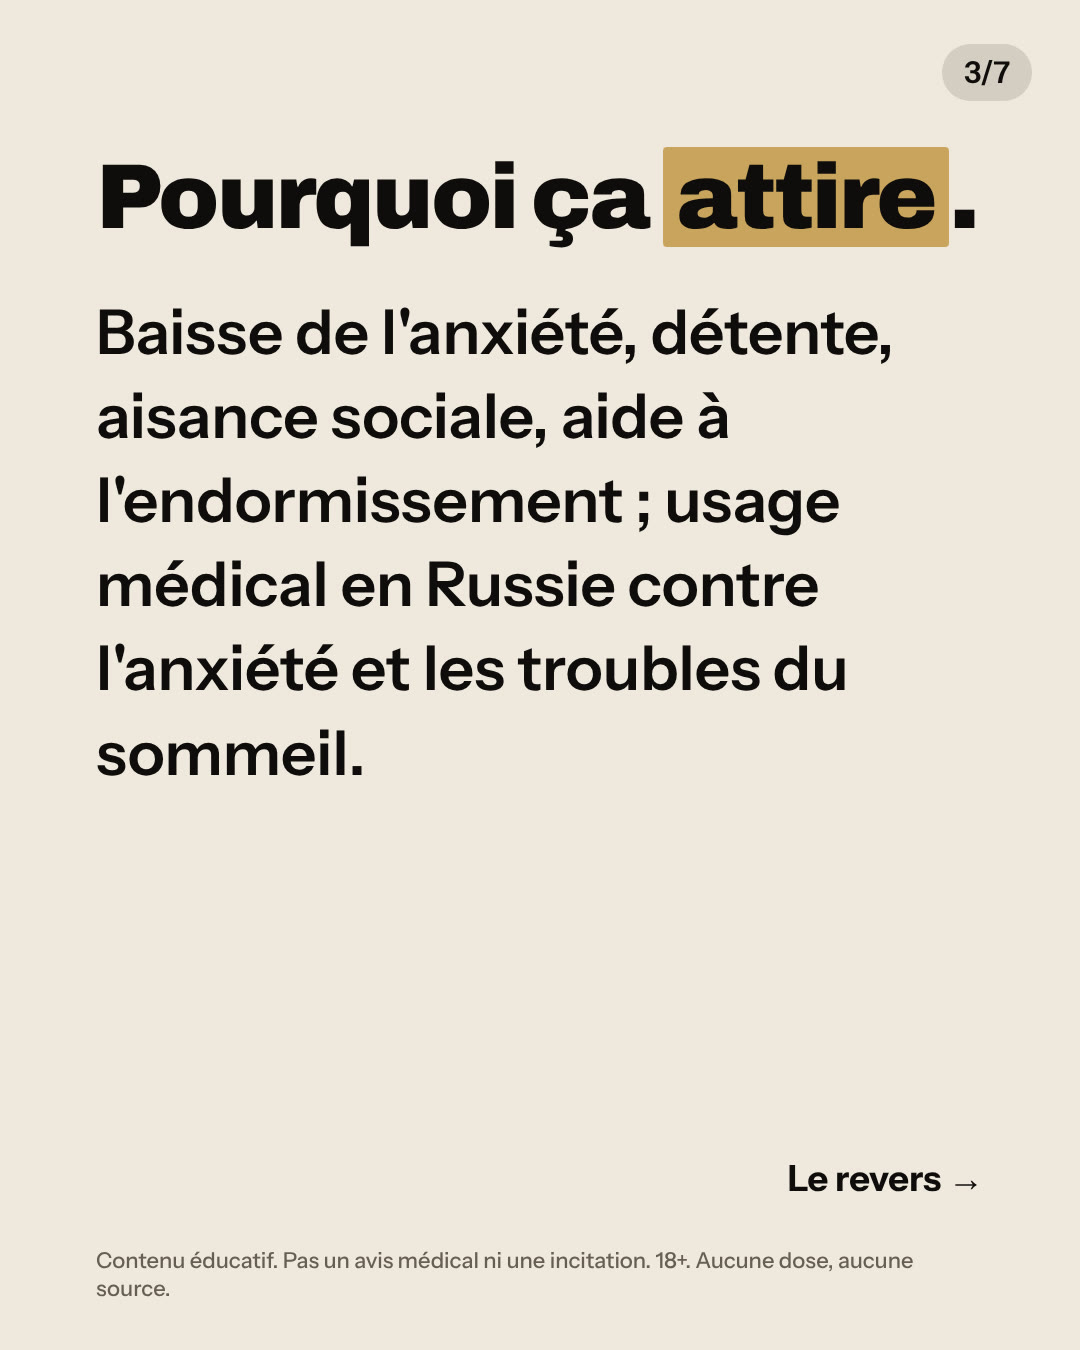 3/7
Pourquoi ça attire.
Baisse de l'anxiété, détente,
aisance sociale, aide à
l'endormissement ; usage
médical en Russie contre
l'anxiété et les troubles du
sommeil.
Le revers →
Contenu éducatif. Pas un avis médical ni une incitation. 18+. Aucune dose, aucune
source.